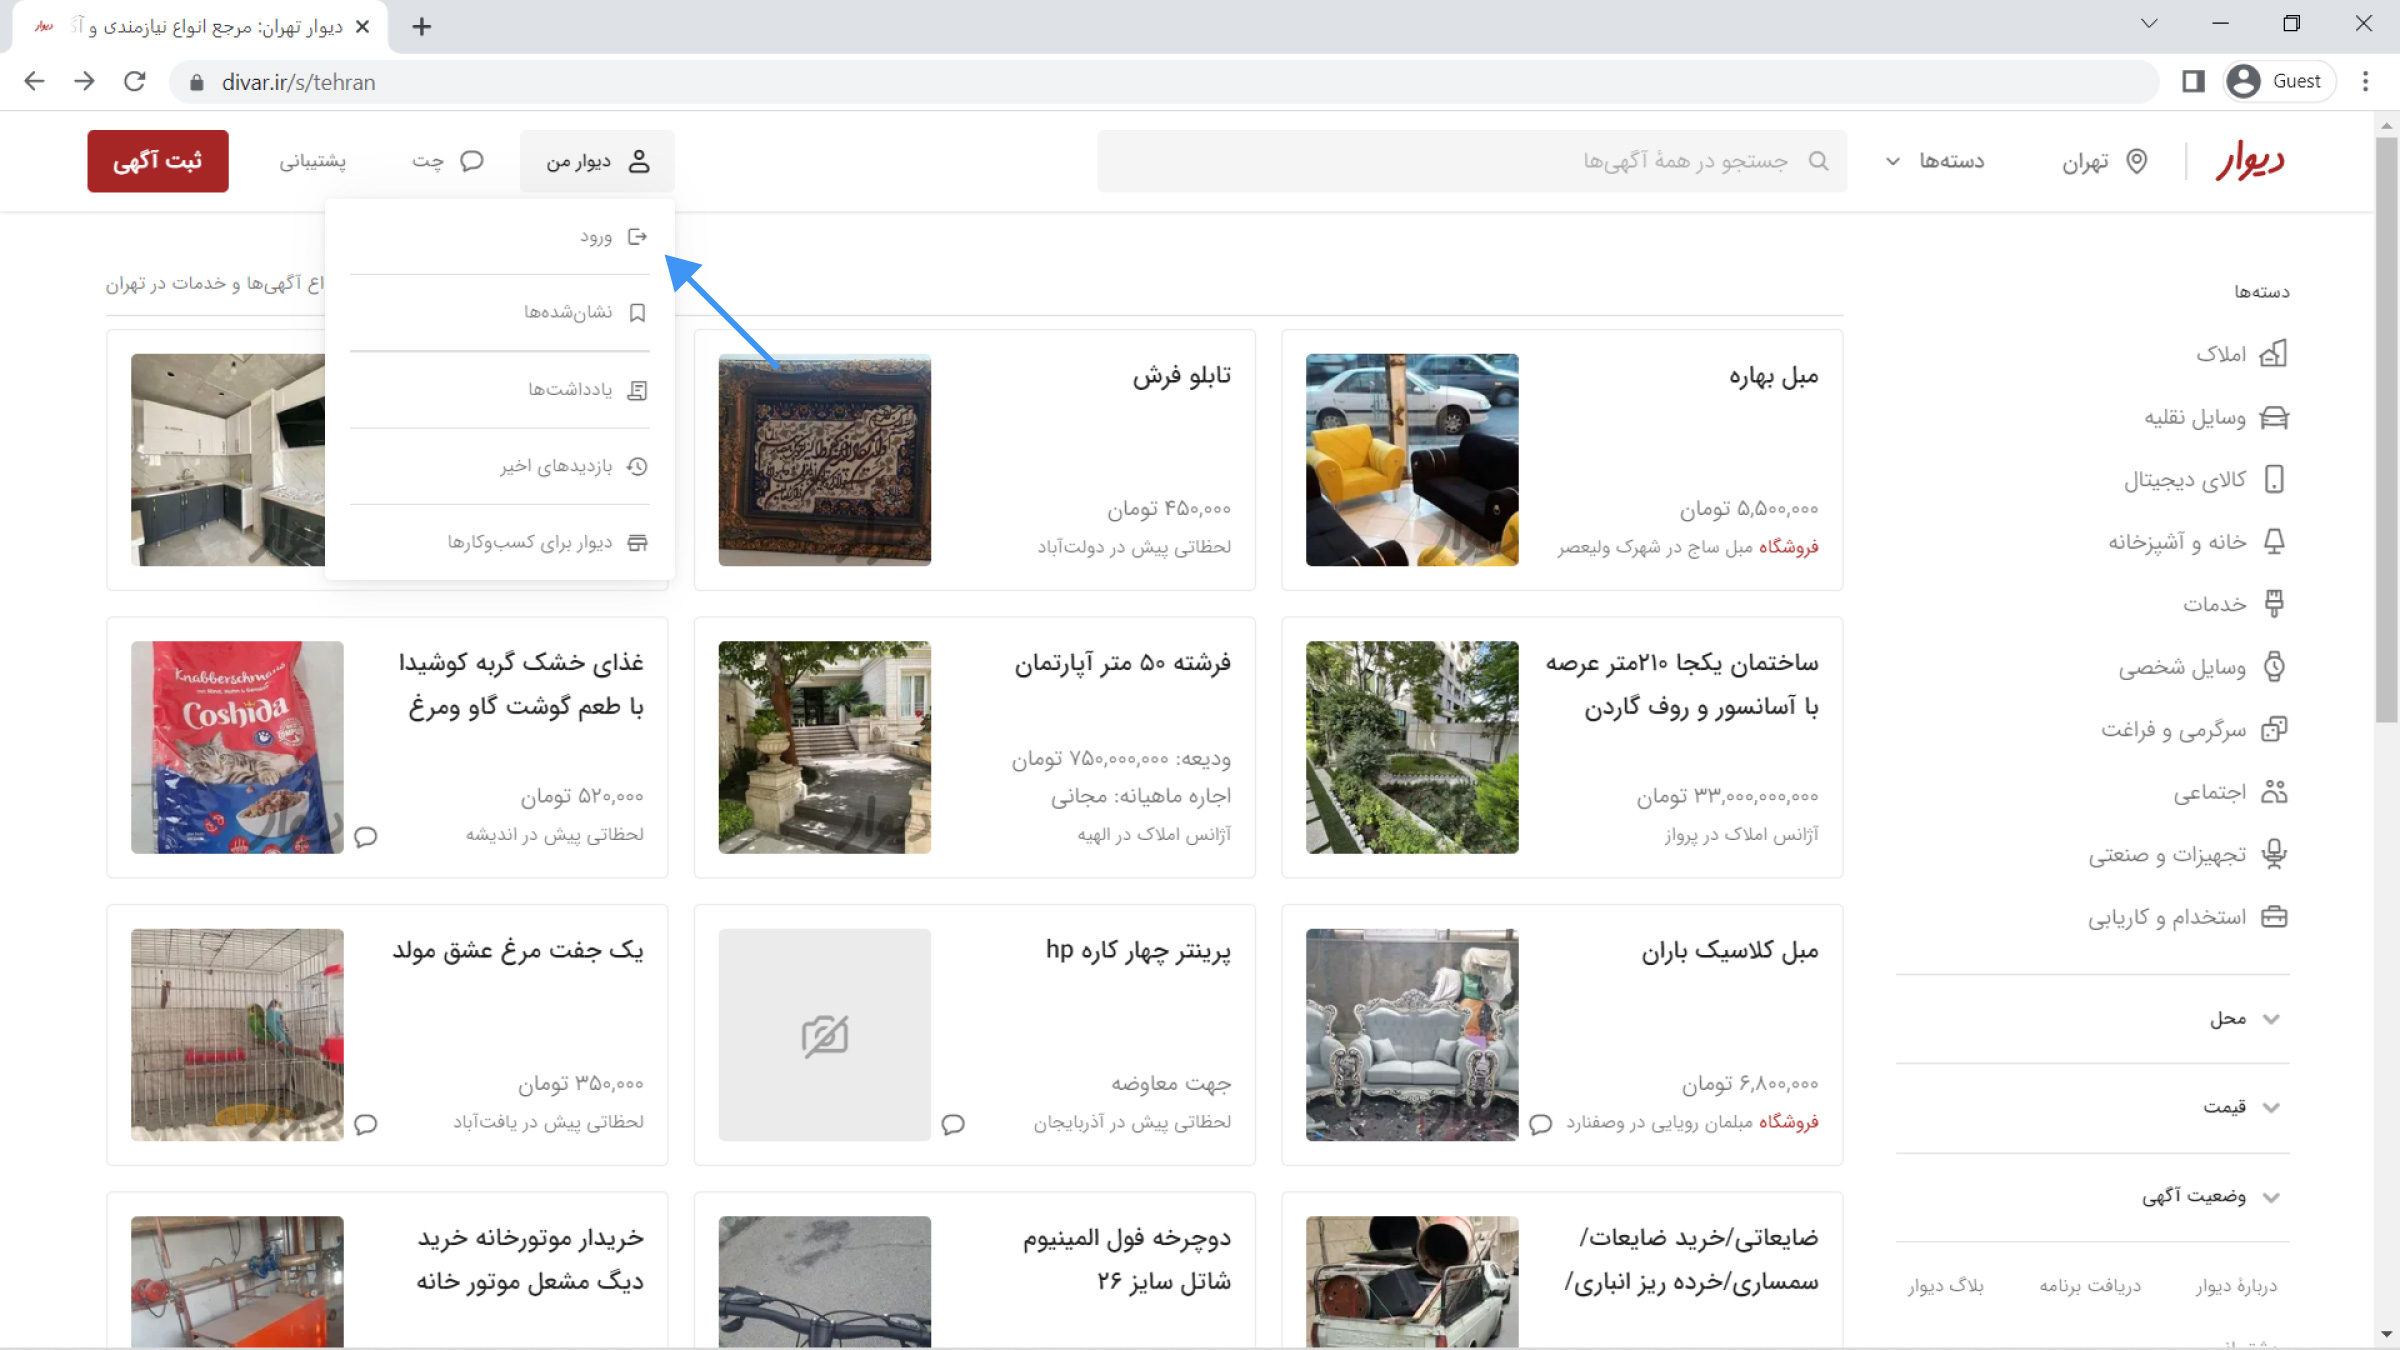 دیوار تهران: مرجع انواع نیازمندی و
divar.ir/s/tehran
Guest
دیوار
تهران
دسته‌ها
جستجو در همهٔ آگهی‌ها
دیوار من
چت
پشتیبانی
ثبت آگهی
ورود
نشان‌شده‌ها
یادداشت‌ها
بازدیدهای اخیر
دیوار برای کسب‌وکارها
آگهی‌ها و خدمات در تهران
دسته‌ها
املاک
وسایل نقلیه
کالای دیجیتال
خانه و آشپزخانه
خدمات
وسایل شخصی
سرگرمی و فراغت
اجتماعی
تجهیزات و صنعتی
استخدام و کاریابی
محل
قیمت
وضعیت آگهی
دربارهٔ دیوار
دریافت برنامه
بلاگ دیوار
مبل بهاره
۵,۵۰۰,۰۰۰ تومان
فروشگاه مبل ساج در شهرک ولیعصر
تابلو فرش
۴۵۰,۰۰۰ تومان
لحظاتی پیش در دولت‌آباد
ساختمان یکجا ۲۱۰متر عرصه
با آسانسور و روف گاردن
۳۳,۰۰۰,۰۰۰,۰۰۰ تومان
آژانس املاک در پرواز
فرشته ۵۰ متر آپارتمان
ودیعه: ۷۵۰,۰۰۰,۰۰۰ تومان
اجاره ماهیانه: مجانی
آژانس املاک در الهیه
غذای خشک گربه کوشیدا
با طعم گوشت گاو ومرغ
۵۲۰,۰۰۰ تومان
لحظاتی پیش در اندیشه
Knabberschmaus
Coshida
مبل کلاسیک باران
۶,۸۰۰,۰۰۰ تومان
فروشگاه مبلمان رویایی در وصفنارد
پرینتر چهار کاره hp
جهت معاوضه
لحظاتی پیش در آذربایجان
یک جفت مرغ عشق مولد
۳۵۰,۰۰۰ تومان
لحظاتی پیش در یافت‌آباد
ضایعاتی/خرید ضایعات/
سمساری/خرده ریز انباری/
دوچرخه فول المینیوم
شاتل سایز ۲۶
خریدار موتورخانه خرید
دیگ مشعل موتور خانه